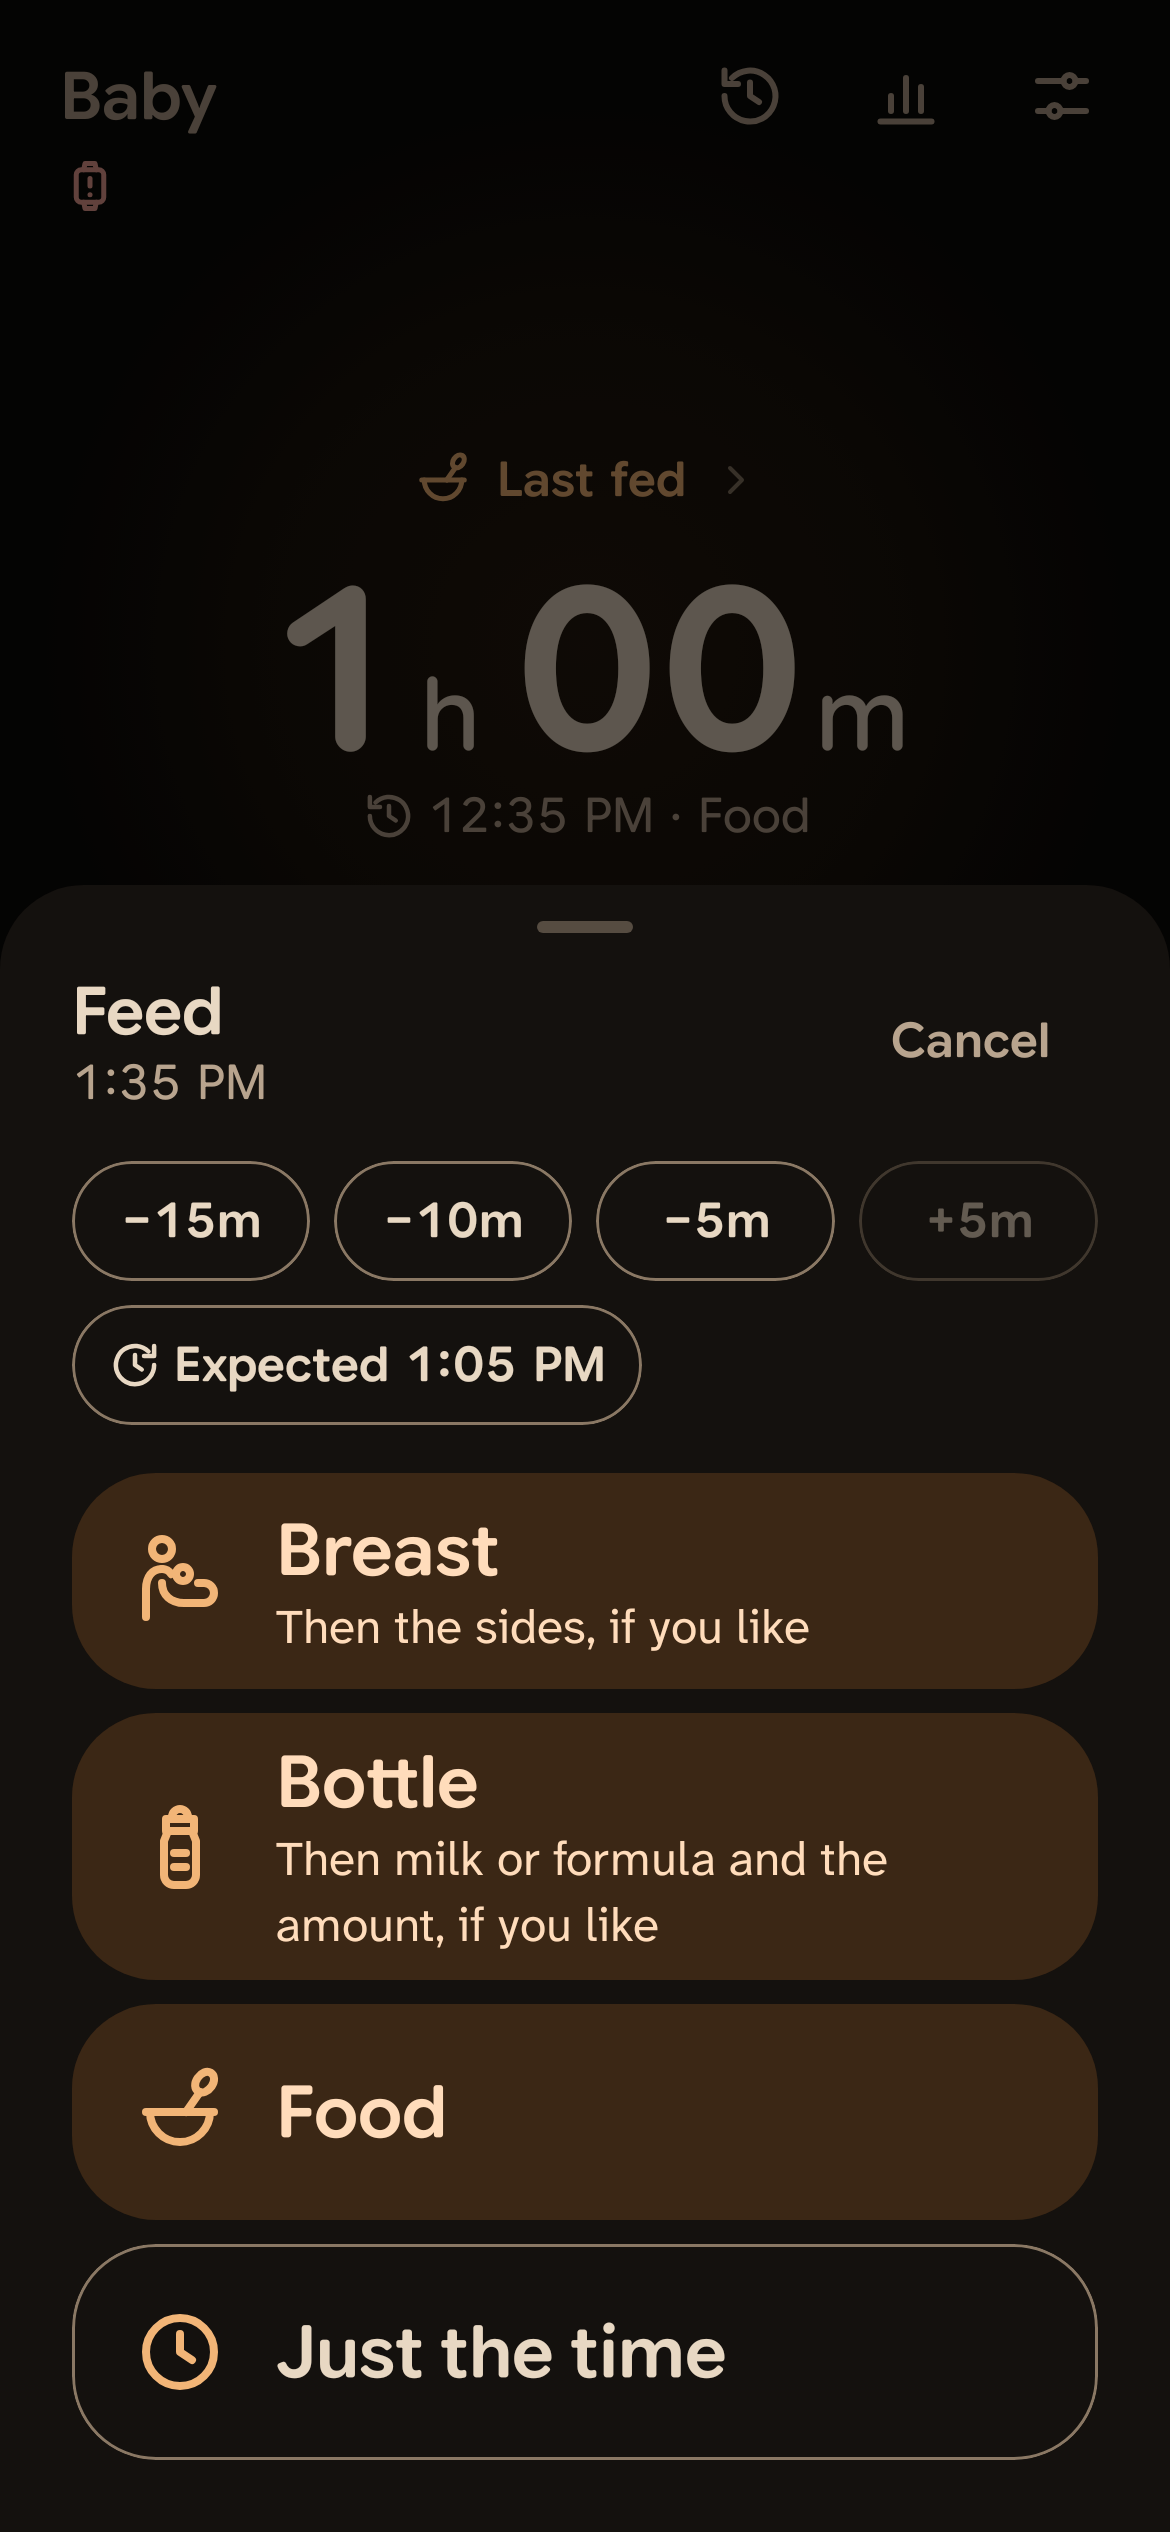 Baby
Last fed
1 h 00 m
12:35 PM · Food
Feed
Cancel
1:35 PM
−15m
−10m
−5m
+5m
Expected 1:05 PM
Breast
Then the sides, if you like
Bottle
Then milk or formula and the
amount, if you like
Food
Just the time